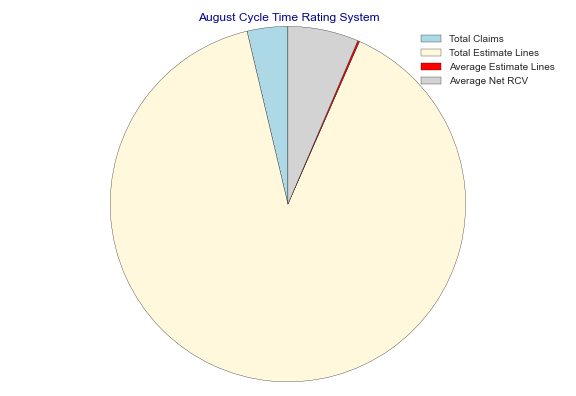 August Cycle Time Rating System
Total Claims
Total Estimate Lines
Average Estimate Lines
Average Net RCV